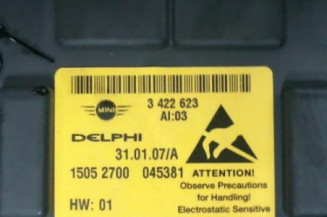 3 422 623
MINI
AI:03
DELPHI
31.01.07/A
1505 2700 045381
ATTENTION!
Observe Precautions
for Handling!
HW: 01
Electrostatic Sensitive